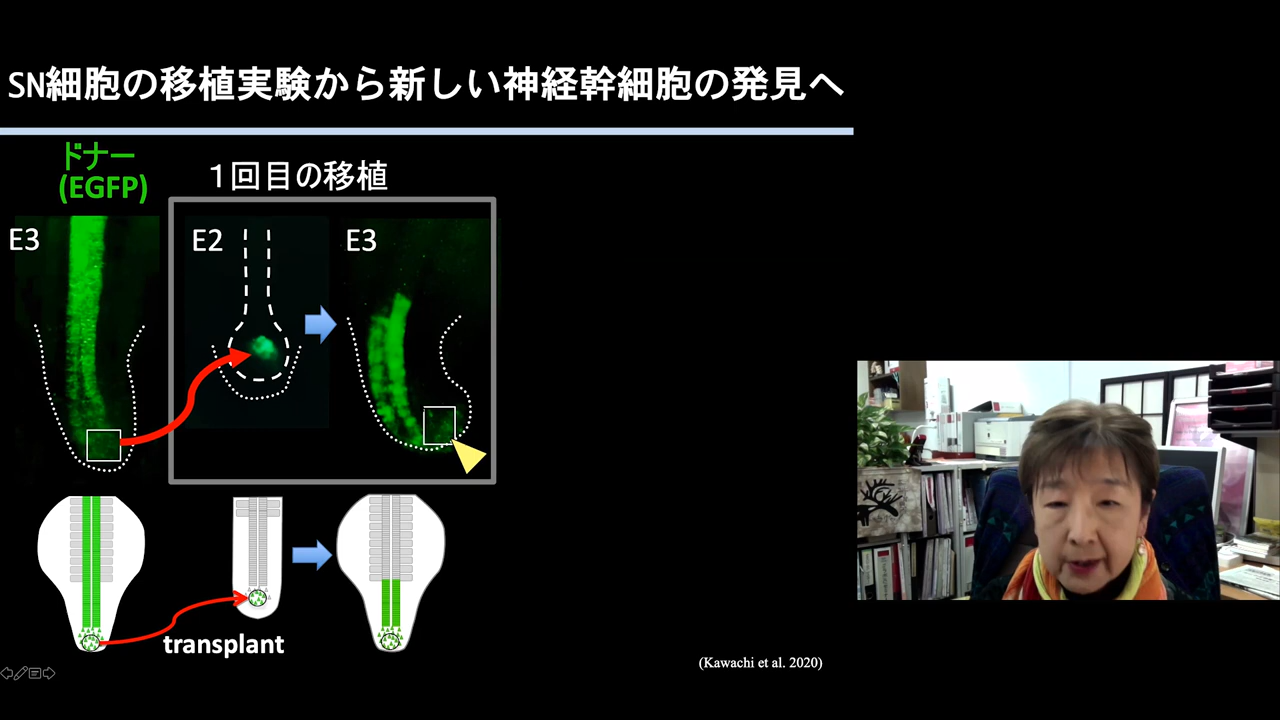 SN細胞の移植実験から新しい神経幹細胞の発見へ
ドナー
(EGFP)
１回目の移植
E3
E2
E3
transplant
(Kawachi et al. 2020)